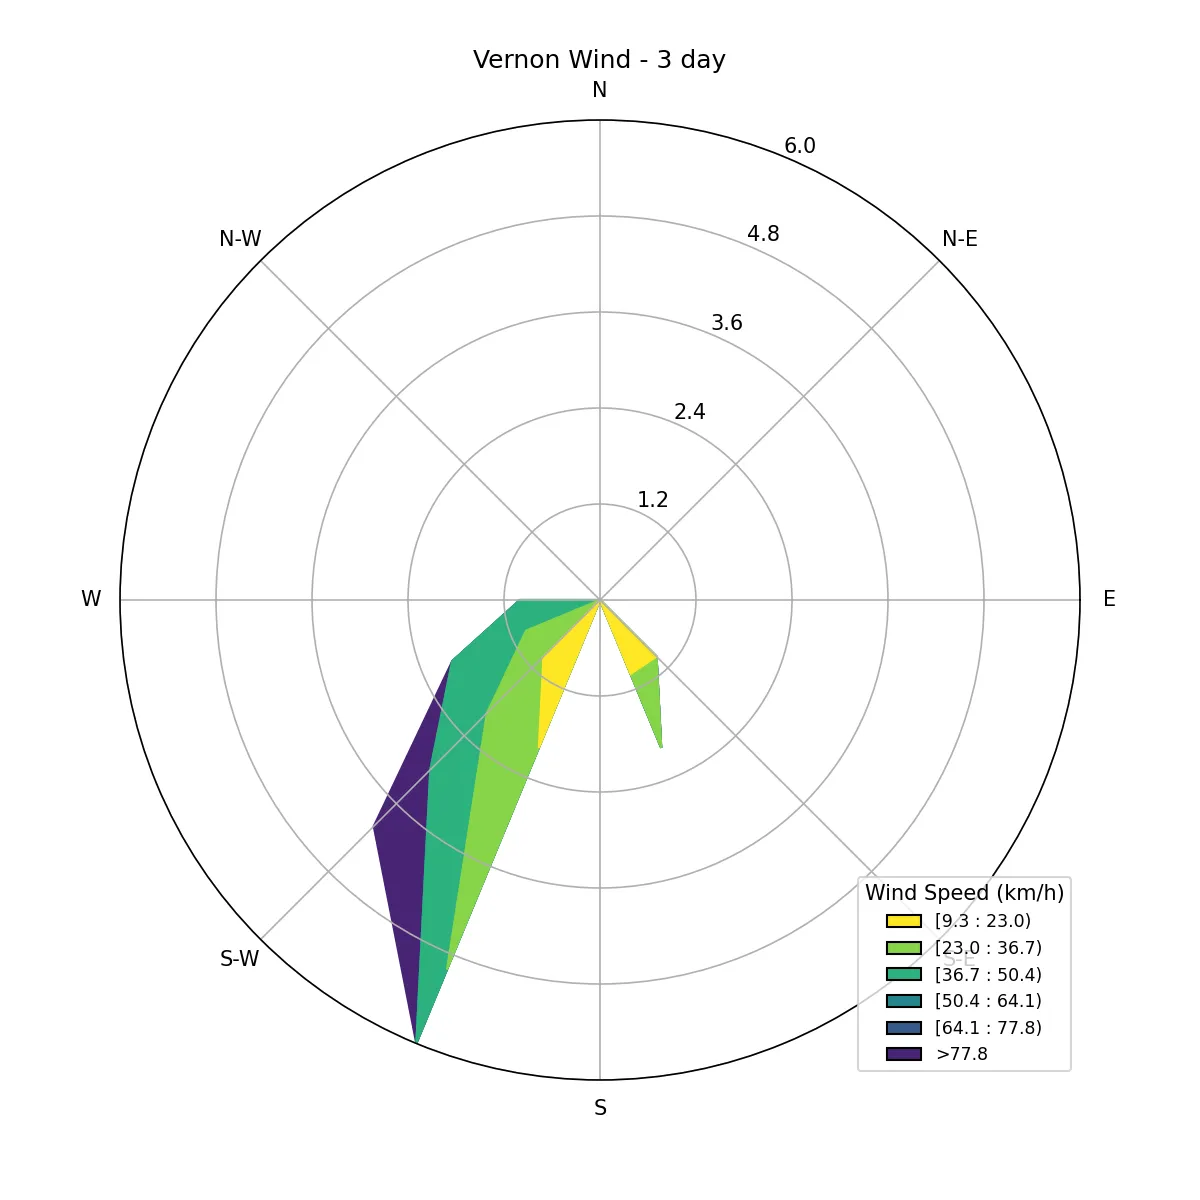 Vernon Wind - 3 day
N
6.0
N-W
N-E
4.8
3.6
2.4
1.2
W
E
S-W
S-E
S
Wind Speed (km/h)
[9.3 : 23.0)
[23.0 : 36.7)
[36.7 : 50.4)
[50.4 : 64.1)
[64.1 : 77.8)
>77.8